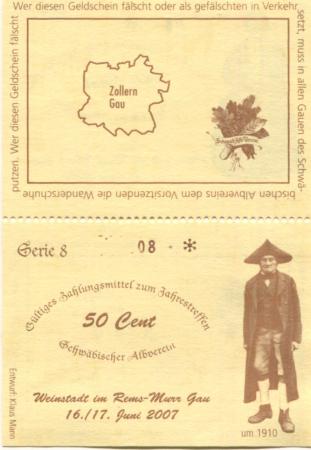 Wer diesen Geldschein fälscht oder als gefälschten in Verkehr
setzt, muss in allen Gauen des Schwä-
bischen Albvereins dem Vorsitzenden die Wanderschuhe
putzen. Wer diesen Geldschein fälscht
Zollern
Gau
Serie 8
08 - *
Gültiges Zahlungsmittel zum Jahrestreffen
50 Cent
Schwäbischer Albverein
Weinstadt im Rems-Murr Gau
16./17. Juni 2007
Entwurf: Klaus Mann
um 1910